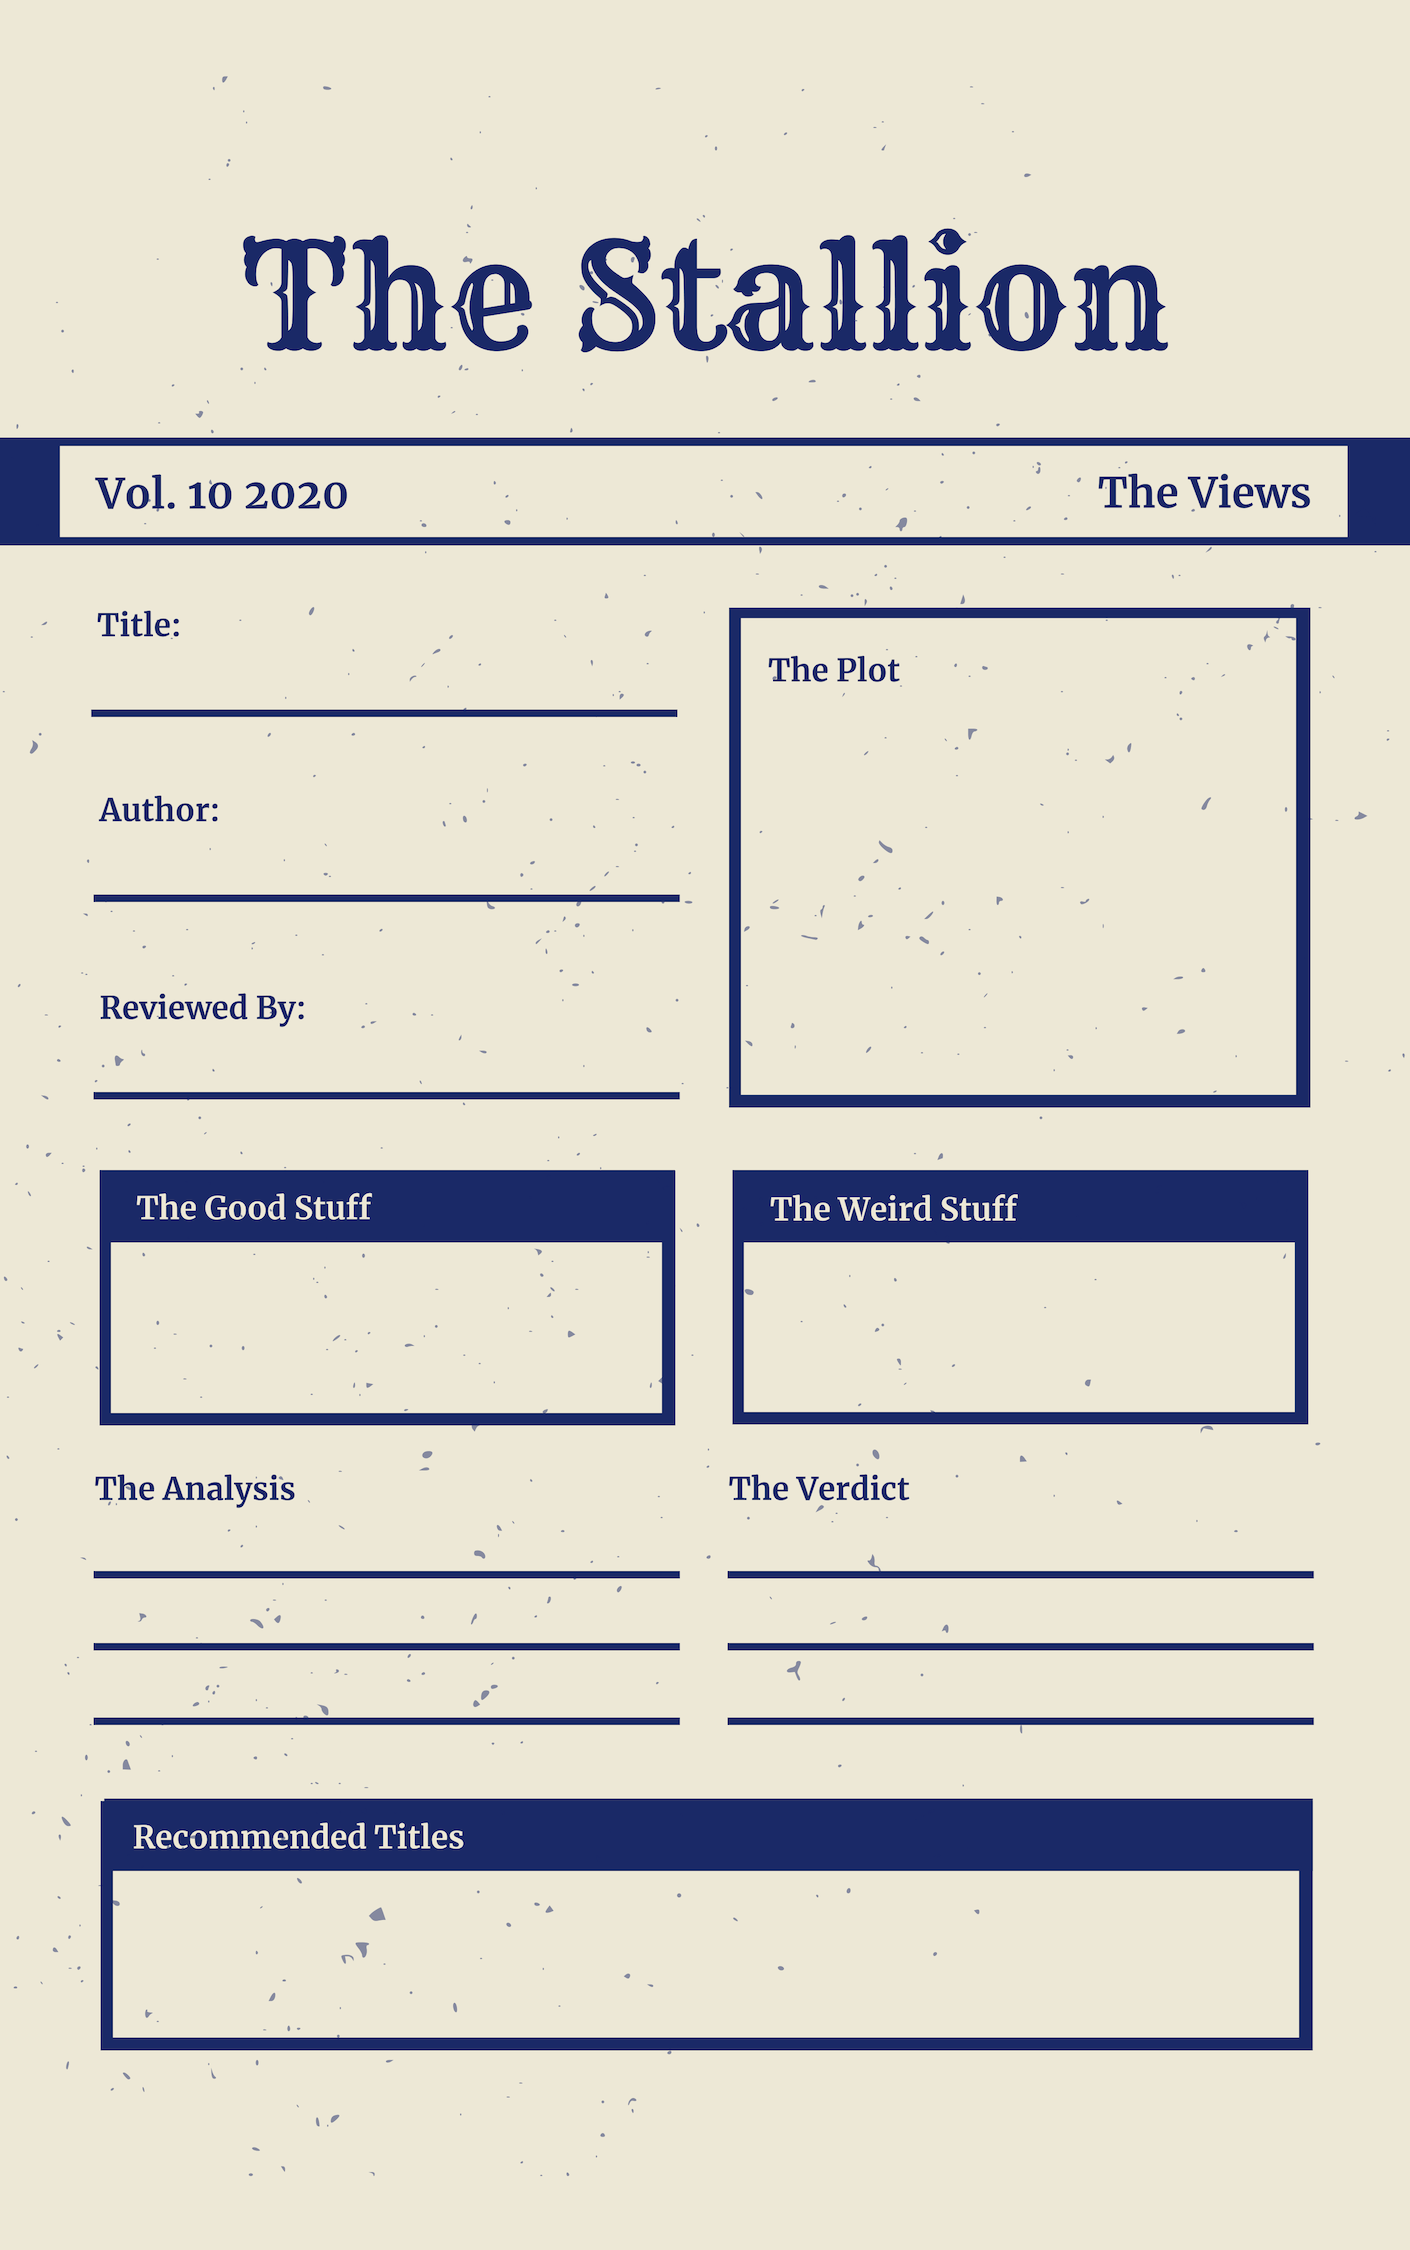 The Stallion
Vol. 10 2020
The Views
Title:
Author:
Reviewed By:
The Plot
The Good Stuff
The Weird Stuff
The Analysis
The Verdict
Recommended Titles